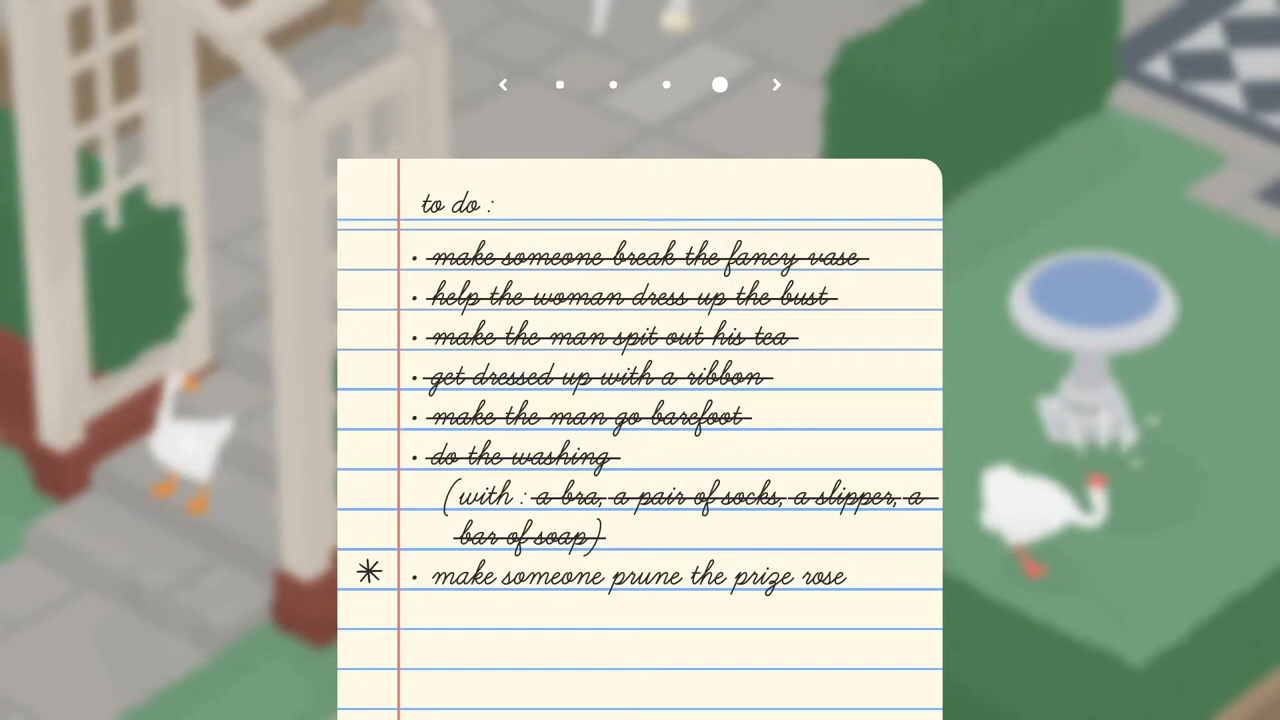 to do :
• make someone break the fancy vase
• help the woman dress up the bust
• make the man spit out his tea
• get dressed up with a ribbon
• make the man go barefoot
• do the washing
(with : a bra, a pair of socks, a slipper, a
bar of soap)
• make someone prune the prize rose